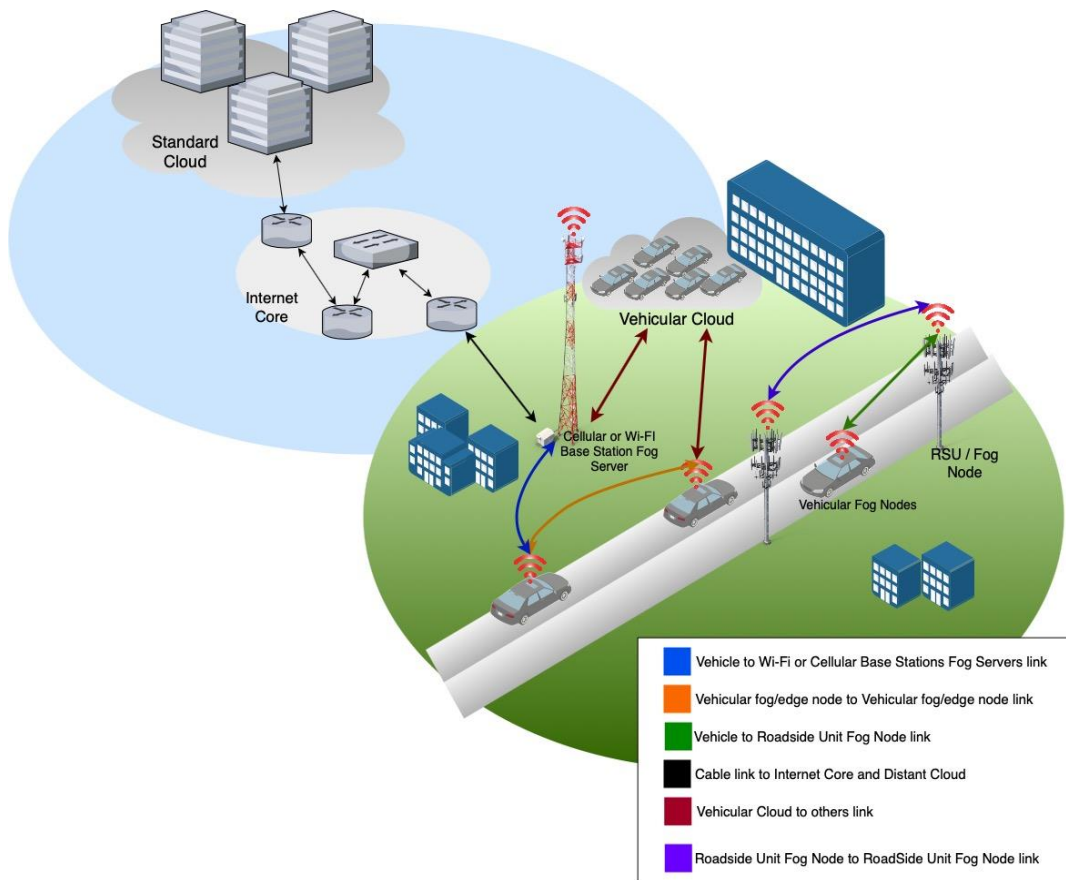 Standard
Cloud
Internet
Core
Vehicular Cloud
Cellular or Wi-FI
Base Station Fog
Server
RSU / Fog
Node
Vehicular Fog Nodes
Vehicle to Wi-Fi or Cellular Base Stations Fog Servers link
Vehicular fog/edge node to Vehicular fog/edge node link
Vehicle to Roadside Unit Fog Node link
Cable link to Internet Core and Distant Cloud
Vehicular Cloud to others link
Roadside Unit Fog Node to RoadSide Unit Fog Node link